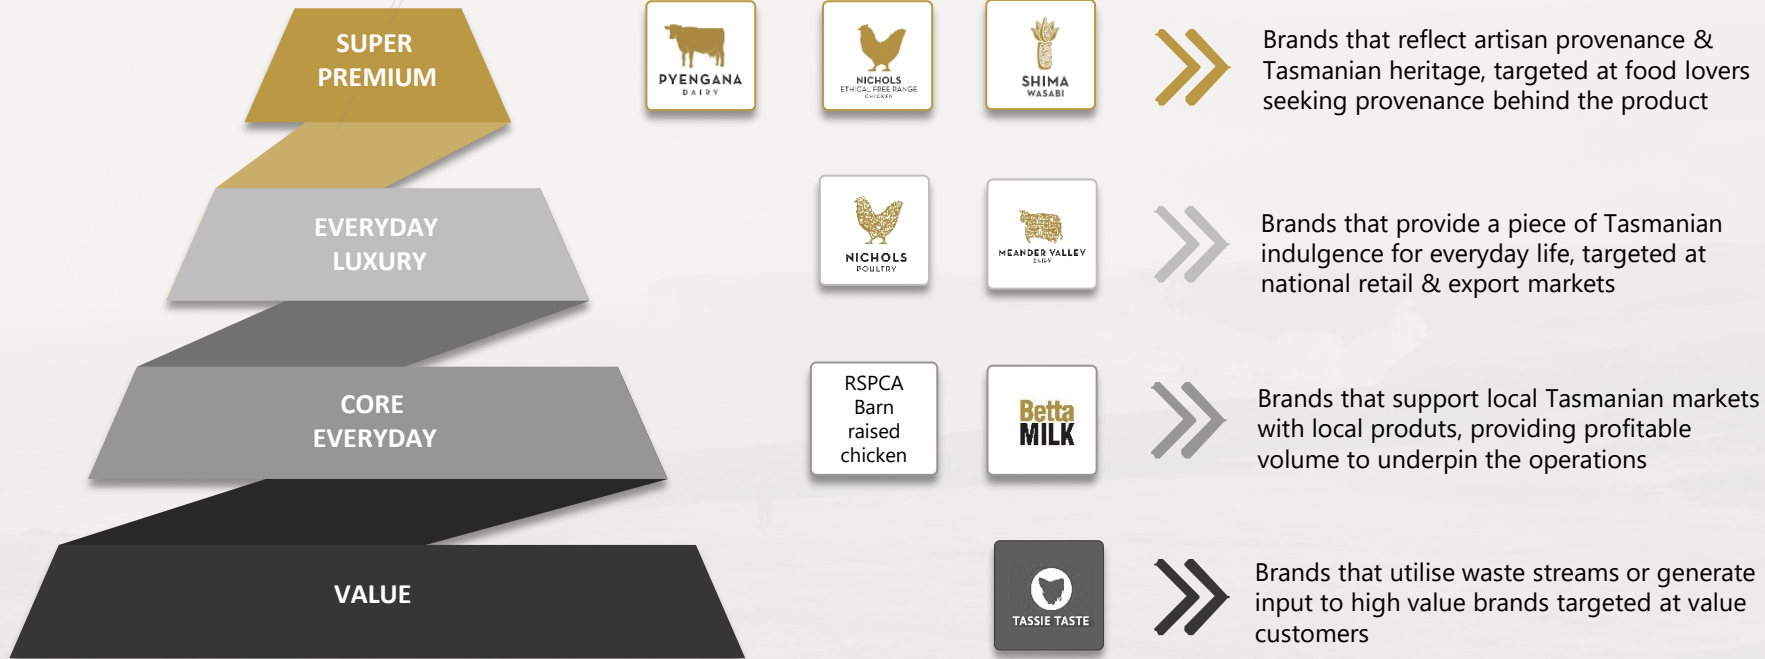 SUPER
PREMIUM
PYENGANA
DAIRY
NICHOLS
ETHICAL FREE RANGE
CHICKEN
SHIMA
WASABI
Brands that reflect artisan provenance &
Tasmanian heritage, targeted at food lovers
seeking provenance behind the product
EVERYDAY
LUXURY
NICHOLS
POULTRY
MEANDER VALLEY
DAIRY
Brands that provide a piece of Tasmanian
indulgence for everyday life, targeted at
national retail & export markets
CORE
EVERYDAY
RSPCA
Barn
raised
chicken
Betta
MILK
Brands that support local Tasmanian markets
with local produts, providing profitable
volume to underpin the operations
VALUE
TASSIE TASTE
Brands that utilise waste streams or generate
input to high value brands targeted at value
customers